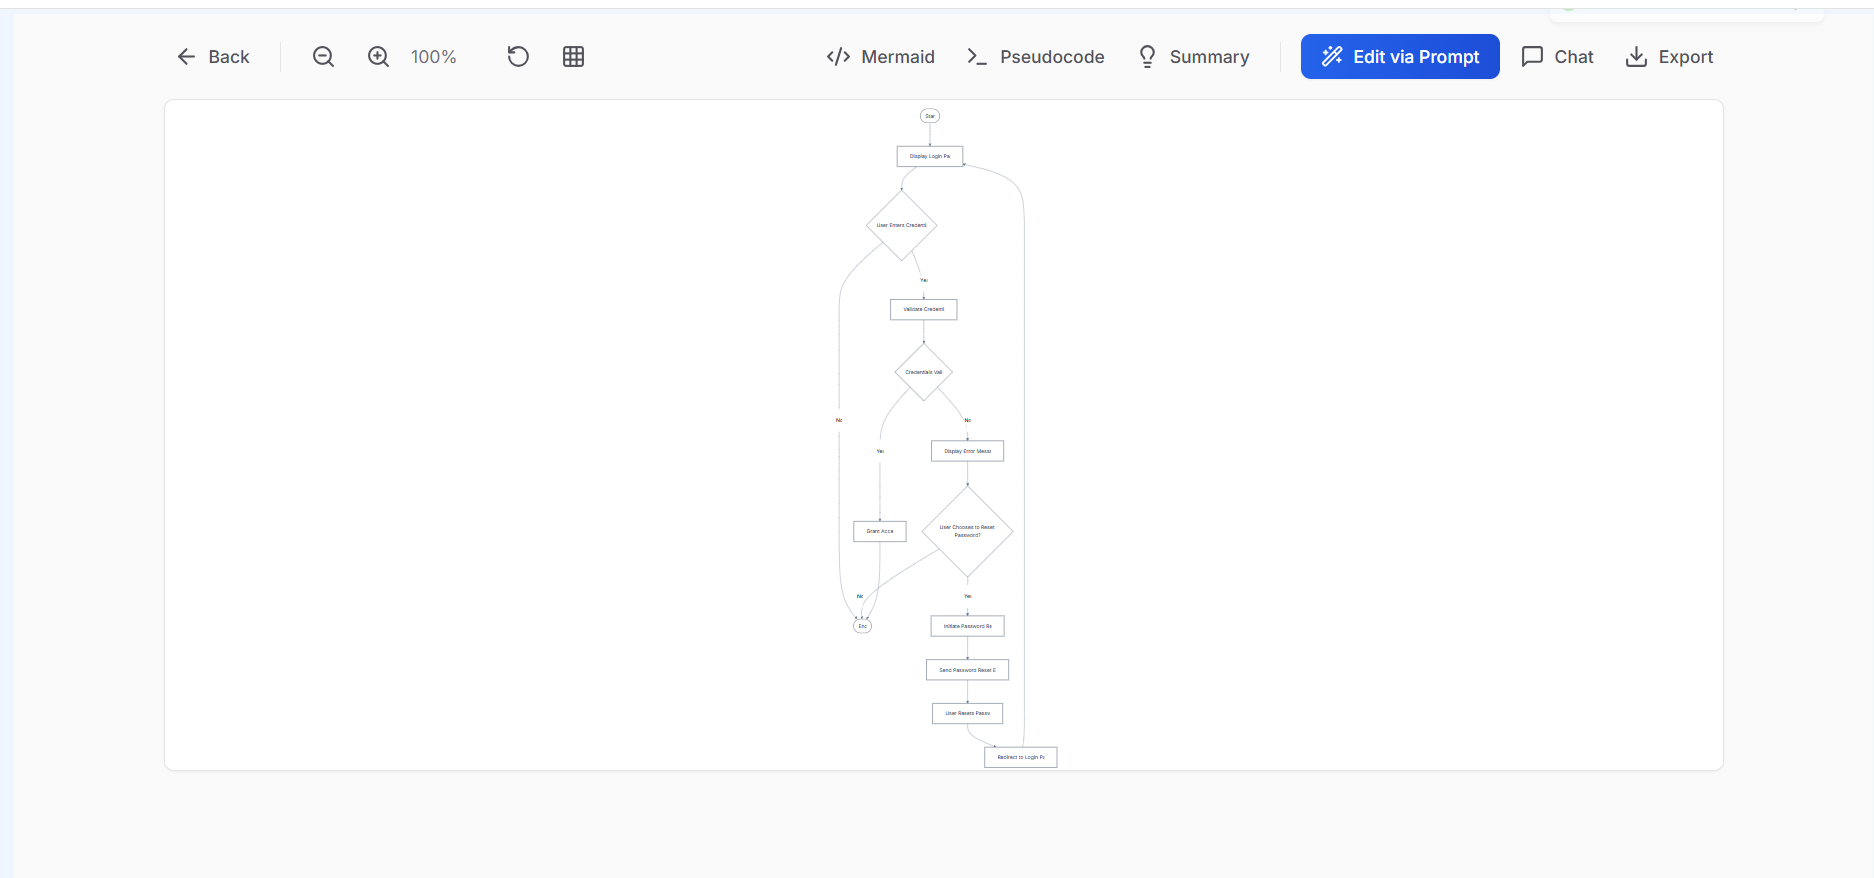 Back
100%
Mermaid
Pseudocode
Summary
Edit via Prompt
Chat
Export
Star
Display Login Pa
User Enters Credenti
Yes
Validate Credenti
Credentials Vali
No
No
Yes
Display Error Messa
Grant Acce
User Chooses to Reset
Password?
No
Yes
End
Initiate Password Re
Send Password Reset E
User Resets Passw
Redirect to Login Pa